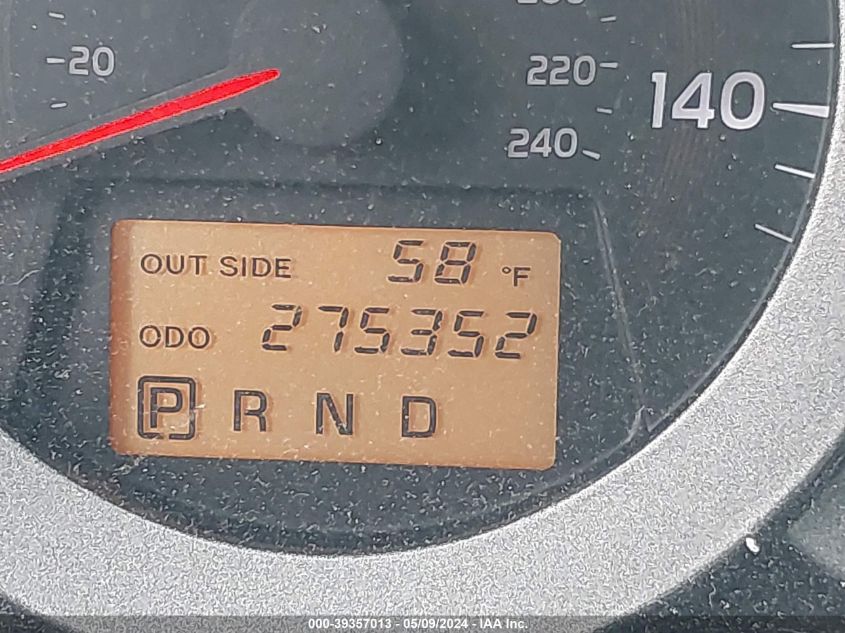 20
220
140
240
OUT SIDE 58 °F
ODO 275352
P R N D
000-39357013 - 05/09/2024 - IAA Inc.